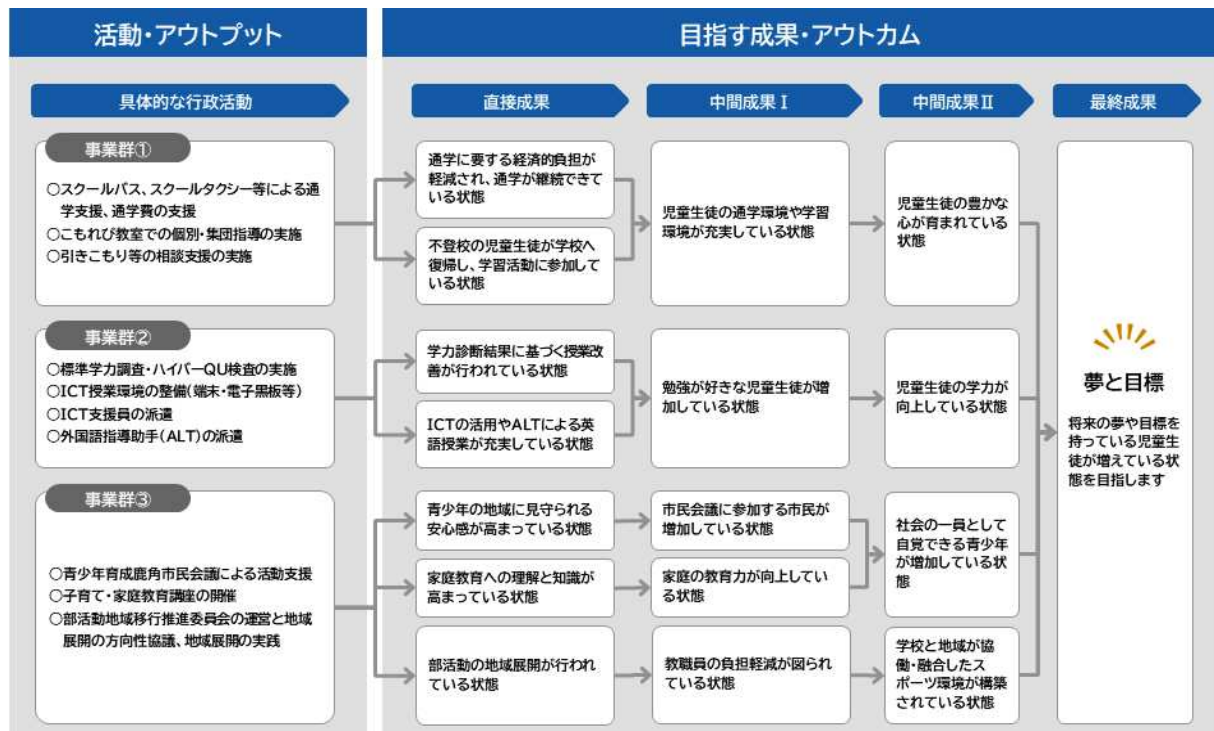 活動・アウトプット
目指す成果・アウトカム
具体的な行政活動
直接成果
中間成果Ⅰ
中間成果Ⅱ
最終成果
事業群①
○スクールバス、スクールタクシー等による通
学支援、通学費の支援
○こもれび教室での個別・集団指導の実施
○引きこもり等の相談支援の実施
通学に要する経済的負担が
軽減され、通学が継続できて
いる状態
不登校の児童生徒が学校へ
復帰し、学習活動に参加して
いる状態
児童生徒の通学環境や学習
環境が充実している状態
児童生徒の豊かな
心が育まれている
状態
事業群②
○標準学力調査・ハイパーQU検査の実施
○ICT授業環境の整備(端末・電子黒板等)
○ICT支援員の派遣
○外国語指導助手(ALT)の派遣
学力診断結果に基づく授業改
善が行われている状態
ICTの活用やALTによる英
語授業が充実している状態
勉強が好きな児童生徒が増
加している状態
児童生徒の学力が
向上している状態
事業群③
○青少年育成鹿角市民会議による活動支援
○子育て・家庭教育講座の開催
○部活動地域移行推進委員会の運営と地域
展開の方向性協議、地域展開の実践
青少年の地域に見守られる
安心感が高まっている状態
家庭教育への理解と知識が
高まっている状態
部活動の地域展開が行われ
ている状態
市民会議に参加する市民が
増加している状態
家庭の教育力が向上してい
る状態
教職員の負担軽減が図られ
ている状態
社会の一員として
自覚できる青少年
が増加している状
態
学校と地域が協
働・融合したス
ポーツ環境が構築
されている状態
夢と目標
将来の夢や目標を
持っている児童生
徒が増えている状
態を目指します